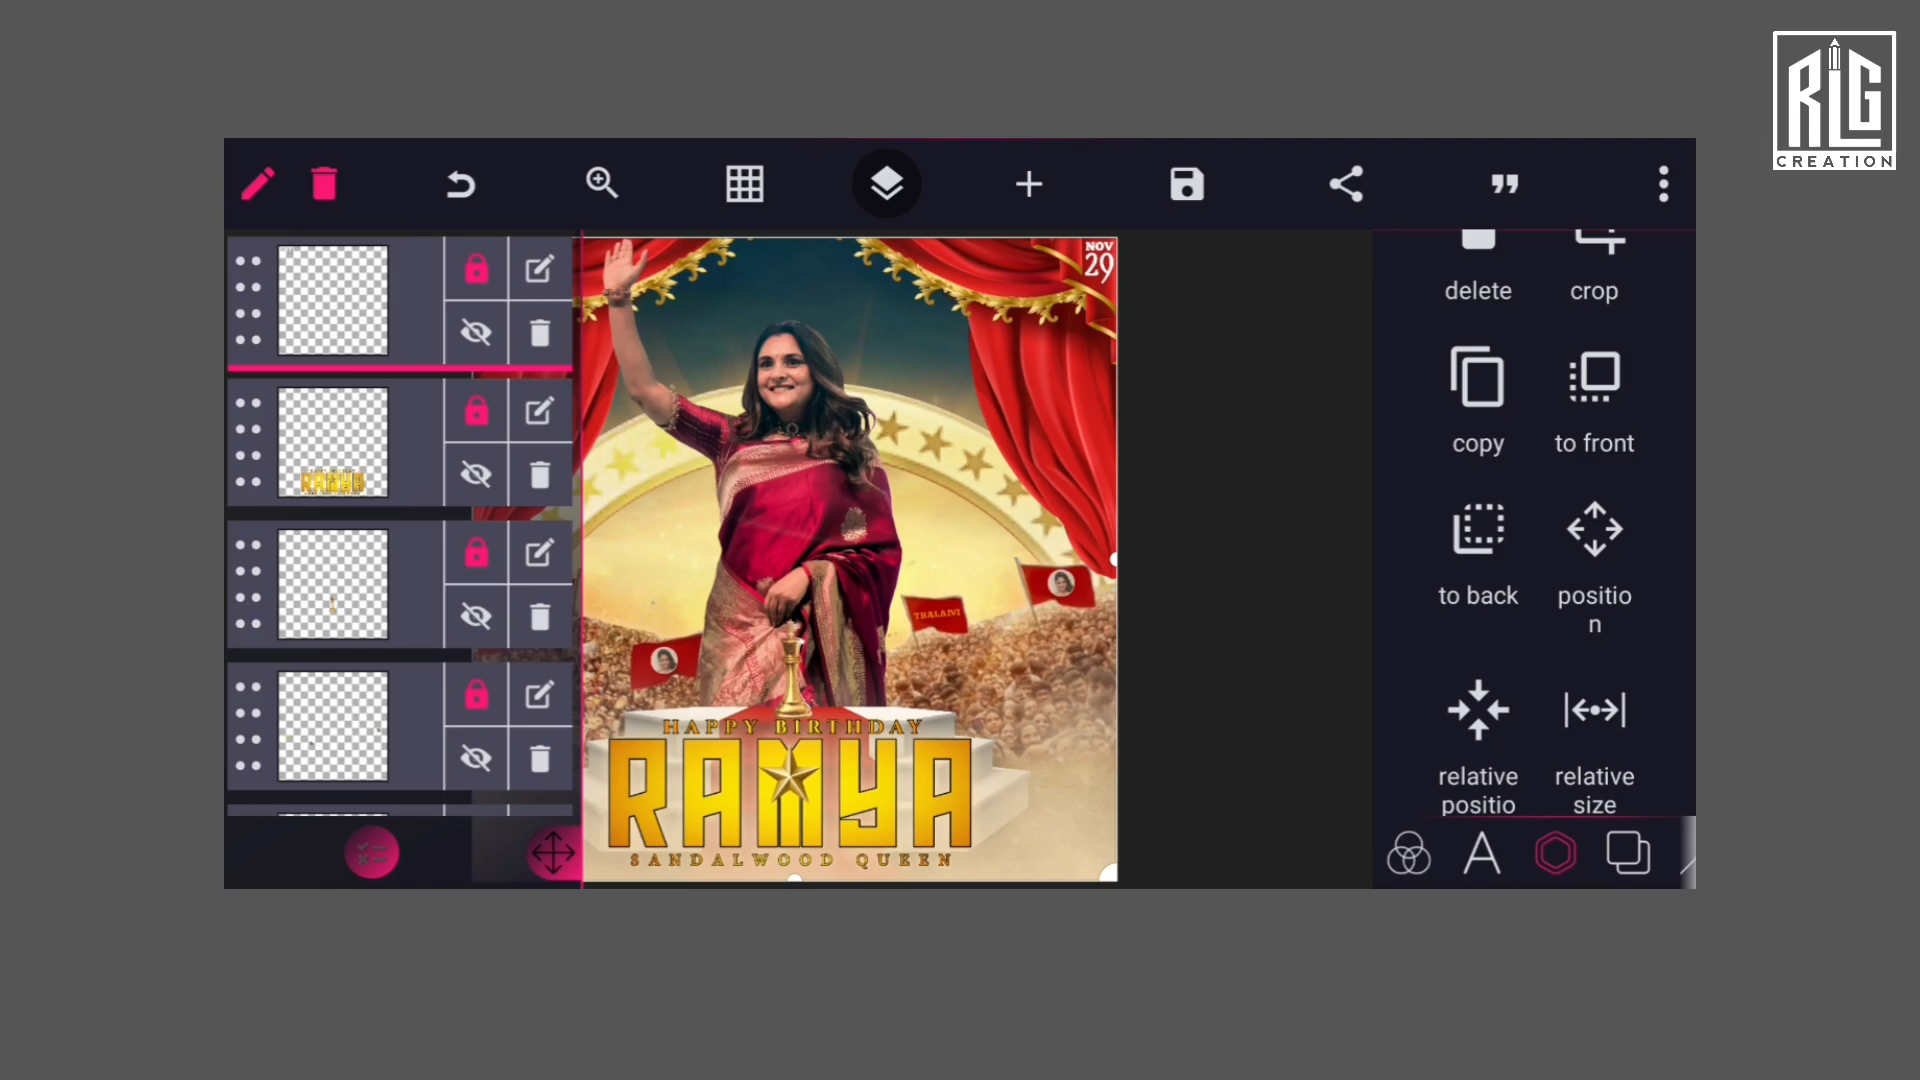 RLG
CREATION
NOV
29
delete
crop
copy
to front
to back
positio
n
relative
positio
relative
size
THALAIVI
HAPPY BIRTHDAY
RAMYA
SANDALWOOD QUEEN
RAMYA